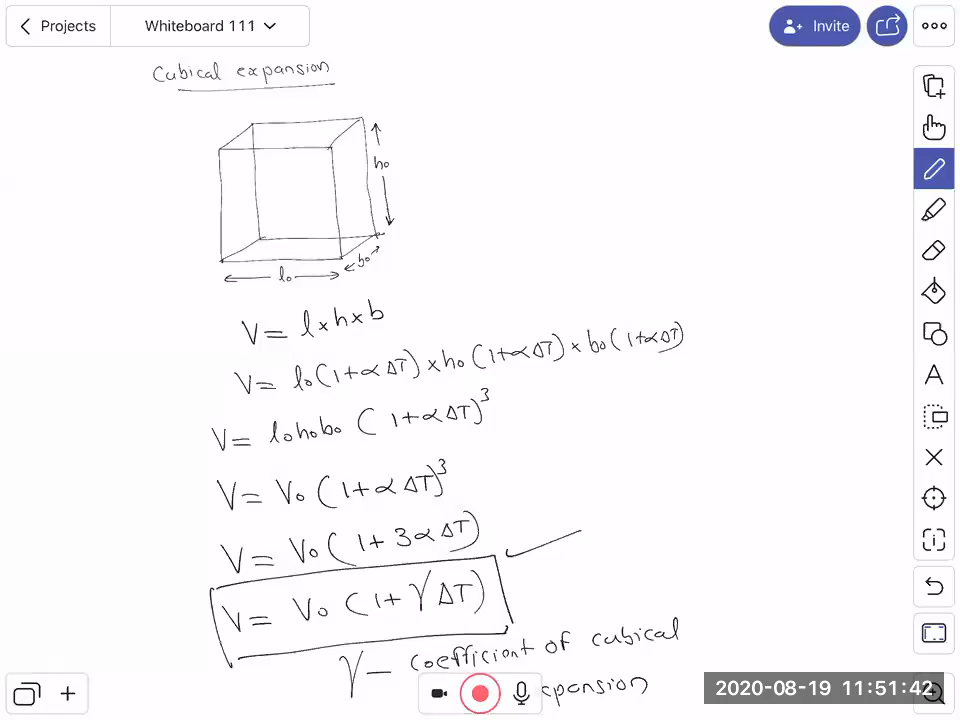 Projects
Whiteboard 111
Invite
Cubical expansion
h₀
b₀
l₀
V = l×h×b
V = l₀(1+αΔT)×h₀(1+αΔT)×b₀(1+αΔT)
V = l₀h₀b₀ (1+αΔT)³
V = V₀ (1+αΔT)³
V = V₀ (1+3αΔT)
V = V₀ (1+γΔT)
γ – coefficient of cubical
xpansion
2020-08-19 11:51:42